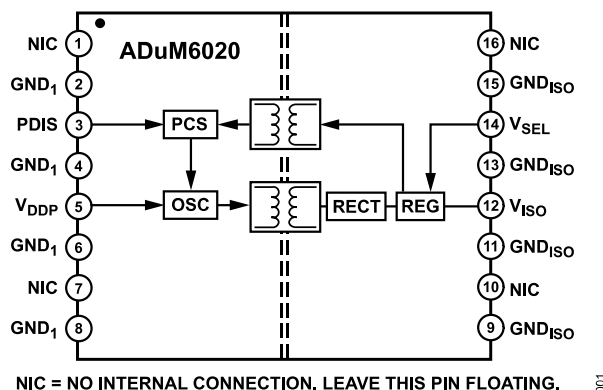 ADuM6020
NIC 1
GND1 2
PDIS 3
GND1 4
VDDP 5
GND1 6
NIC 7
GND1 8
PCS
OSC
RECT
REG
16 NIC
15 GNDISO
14 VSEL
13 GNDISO
12 VISO
11 GNDISO
10 NIC
9 GNDISO
NIC = NO INTERNAL CONNECTION. LEAVE THIS PIN FLOATING.
001